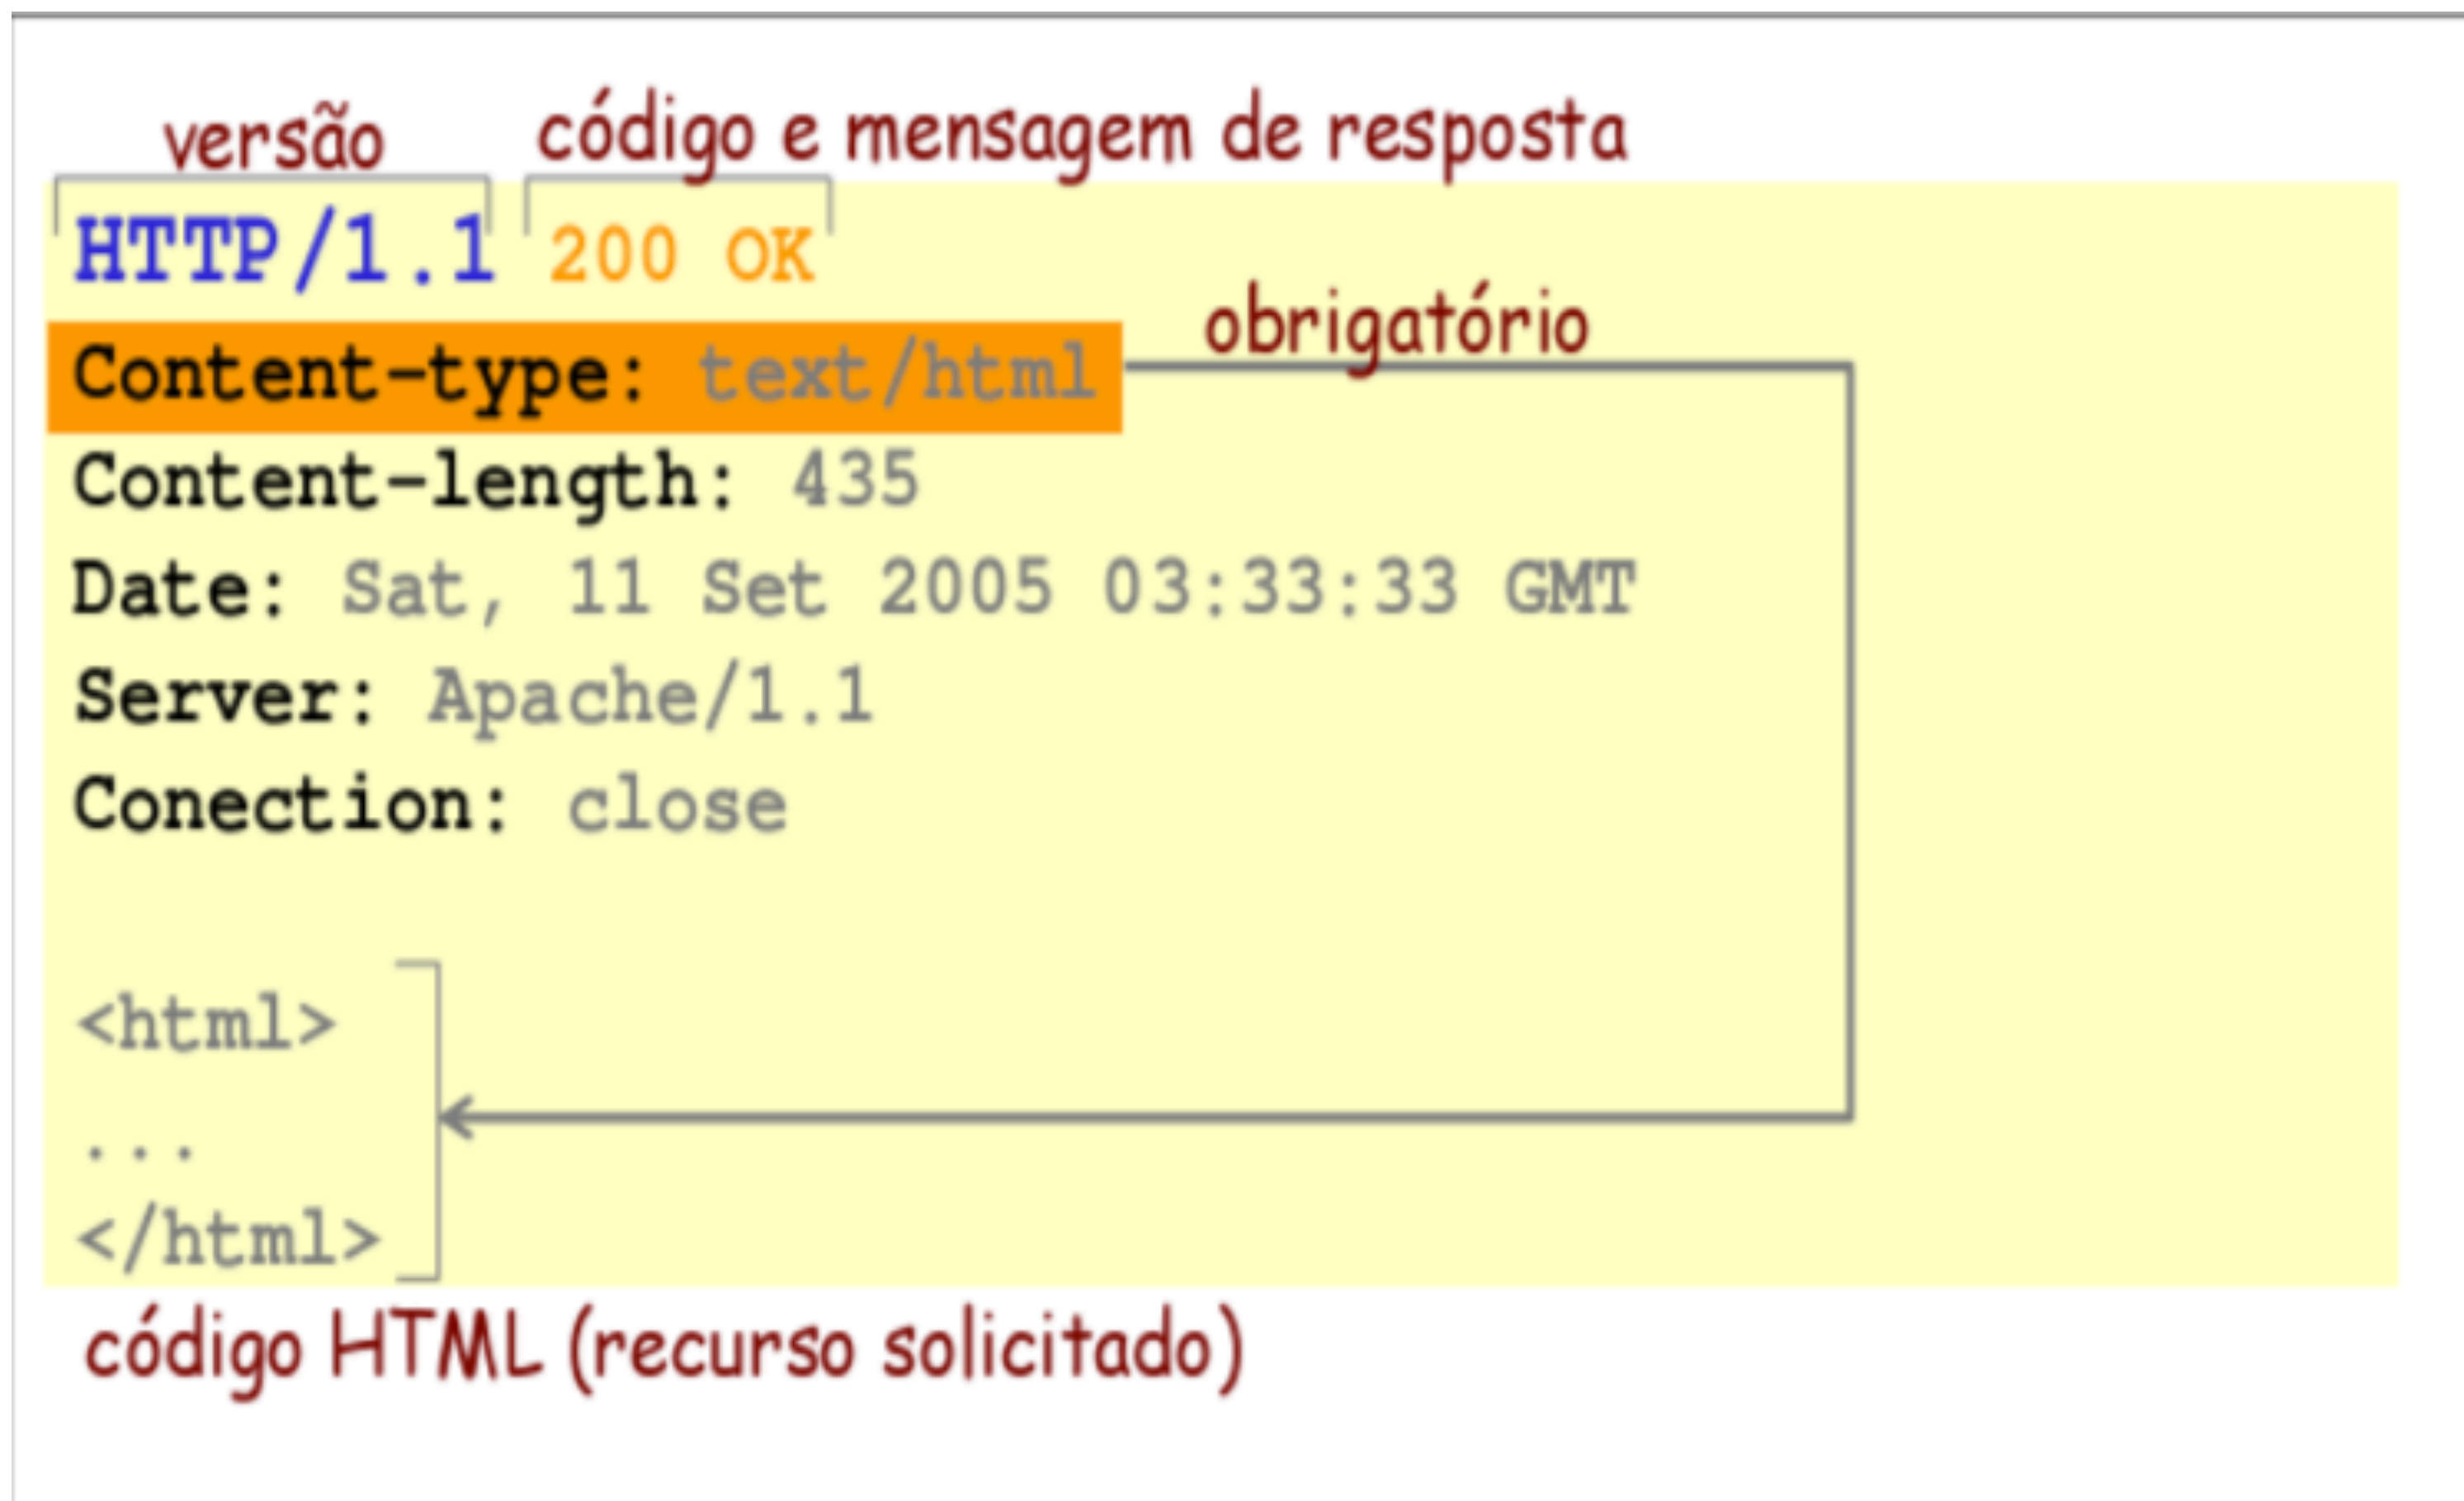 versão código e mensagem de resposta
HTTP/1.1 200 OK
obrigatório
Content-type: text/html
Content-length: 435
Date: Sat, 11 Set 2005 03:33:33 GMT
Server: Apache/1.1
Conection: close
<html>
...
</html>
código HTML (recurso solicitado)